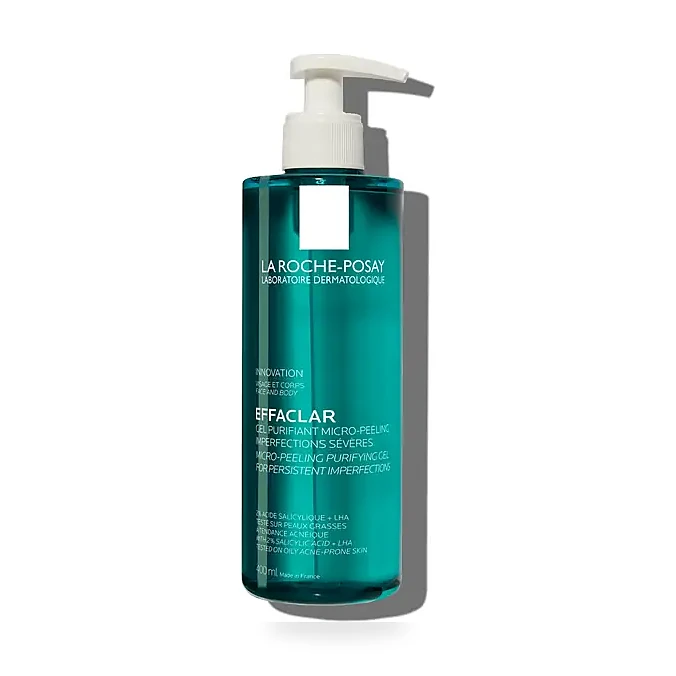 LA ROCHE-POSAY
LABORATOIRE DERMATOLOGIQUE
INNOVATION
VISAGE ET CORPS
FACE AND BODY
EFFACLAR
GEL PURIFIANT MICRO-PEELING
IMPERFECTIONS SÉVÈRES
MICRO-PEELING PURIFYING GEL
FOR PERSISTENT IMPERFECTIONS
2% ACIDE SALICYLIQUE + LHA
TESTÉ SUR PEAUX GRASSES
À TENDANCE ACNÉIQUE
WITH 2% SALICYLIC ACID + LHA
TESTED ON OILY ACNE-PRONE SKIN
400 ml Made in France